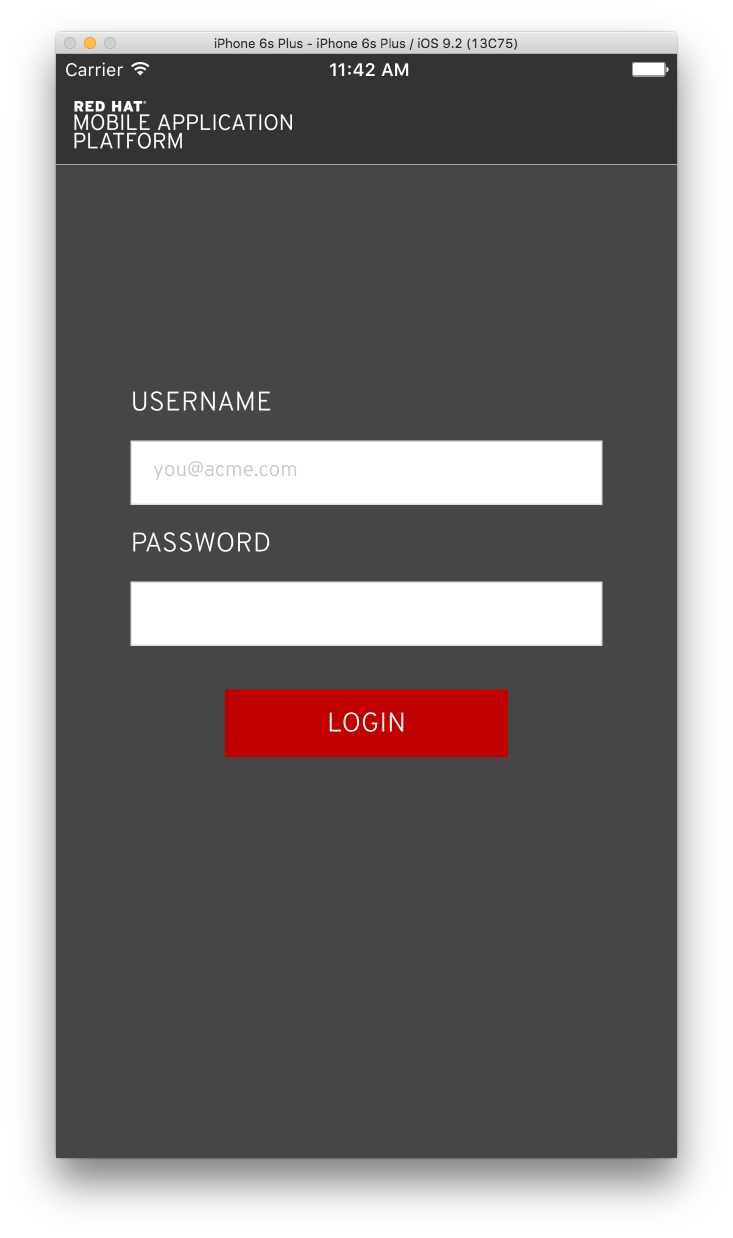 iPhone 6s Plus - iPhone 6s Plus / iOS 9.2 (13C75)
Carrier 11:42 AM
RED HAT
MOBILE APPLICATION
PLATFORM
USERNAME
you@acme.com
PASSWORD
LOGIN